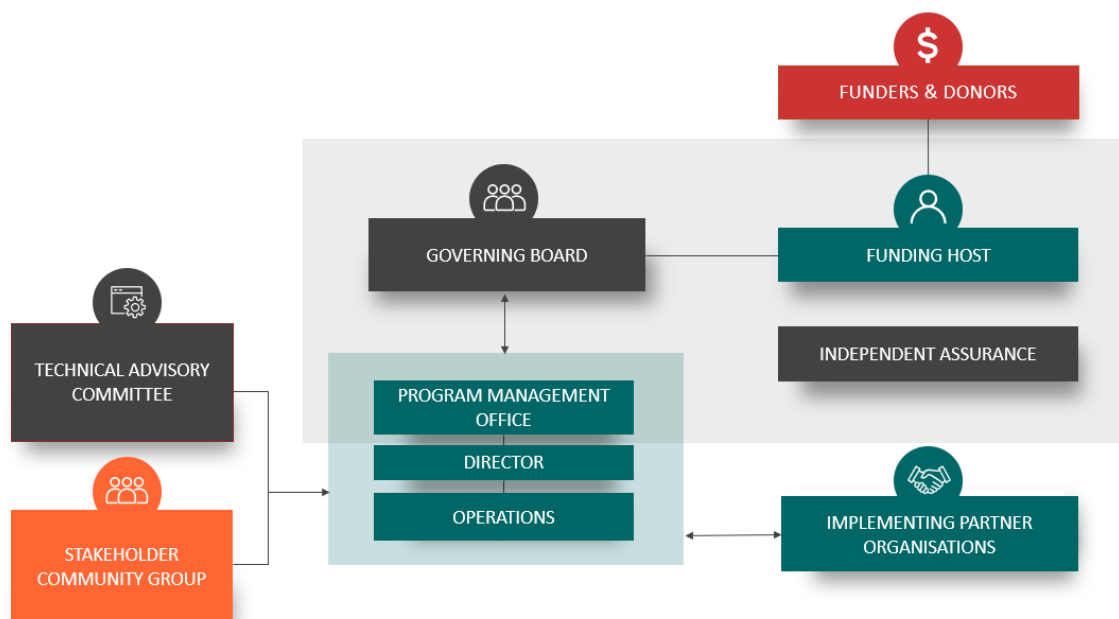 $
FUNDERS & DONORS
GOVERNING BOARD
FUNDING HOST
TECHNICAL ADVISORY
COMMITTEE
INDEPENDENT ASSURANCE
PROGRAM MANAGEMENT
OFFICE
DIRECTOR
OPERATIONS
STAKEHOLDER
COMMUNITY GROUP
IMPLEMENTING PARTNER
ORGANISATIONS